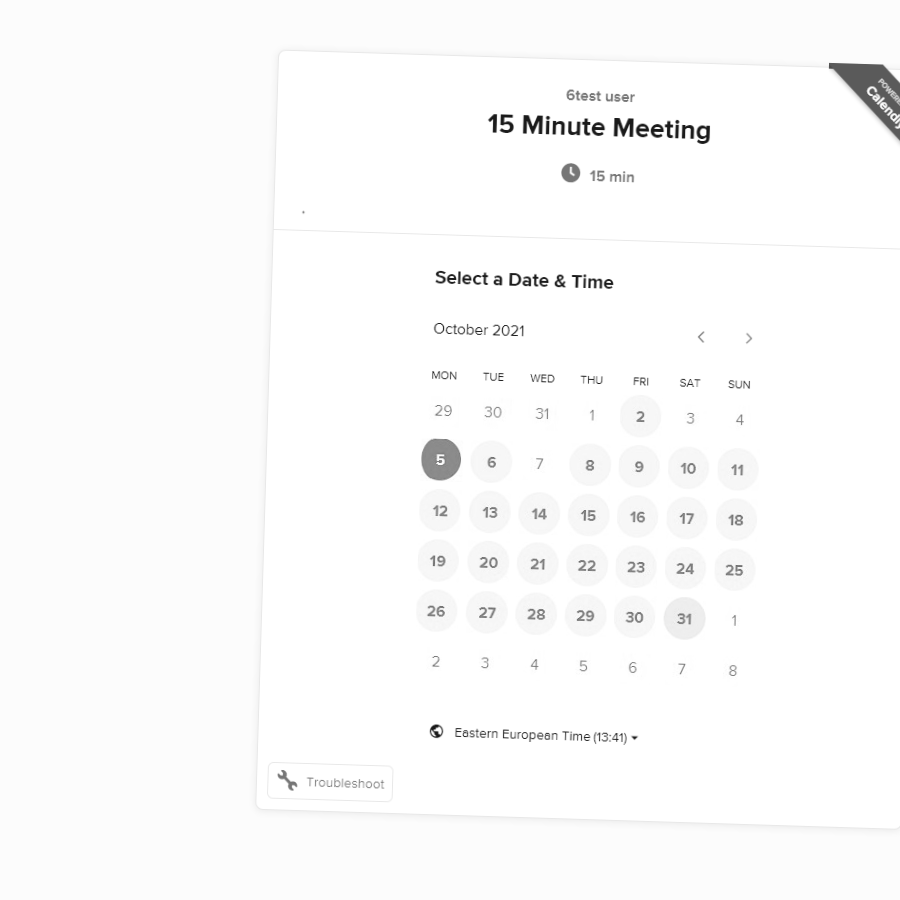 6test user
15 Minute Meeting
15 min
.
Select a Date & Time
October 2021
MON TUE WED THU FRI SAT SUN
29 30 31 1 2 3 4
5 6 7 8 9 10 11
12 13 14 15 16 17 18
19 20 21 22 23 24 25
26 27 28 29 30 31 1
2 3 4 5 6 7 8
Eastern European Time (13:41)
Troubleshoot